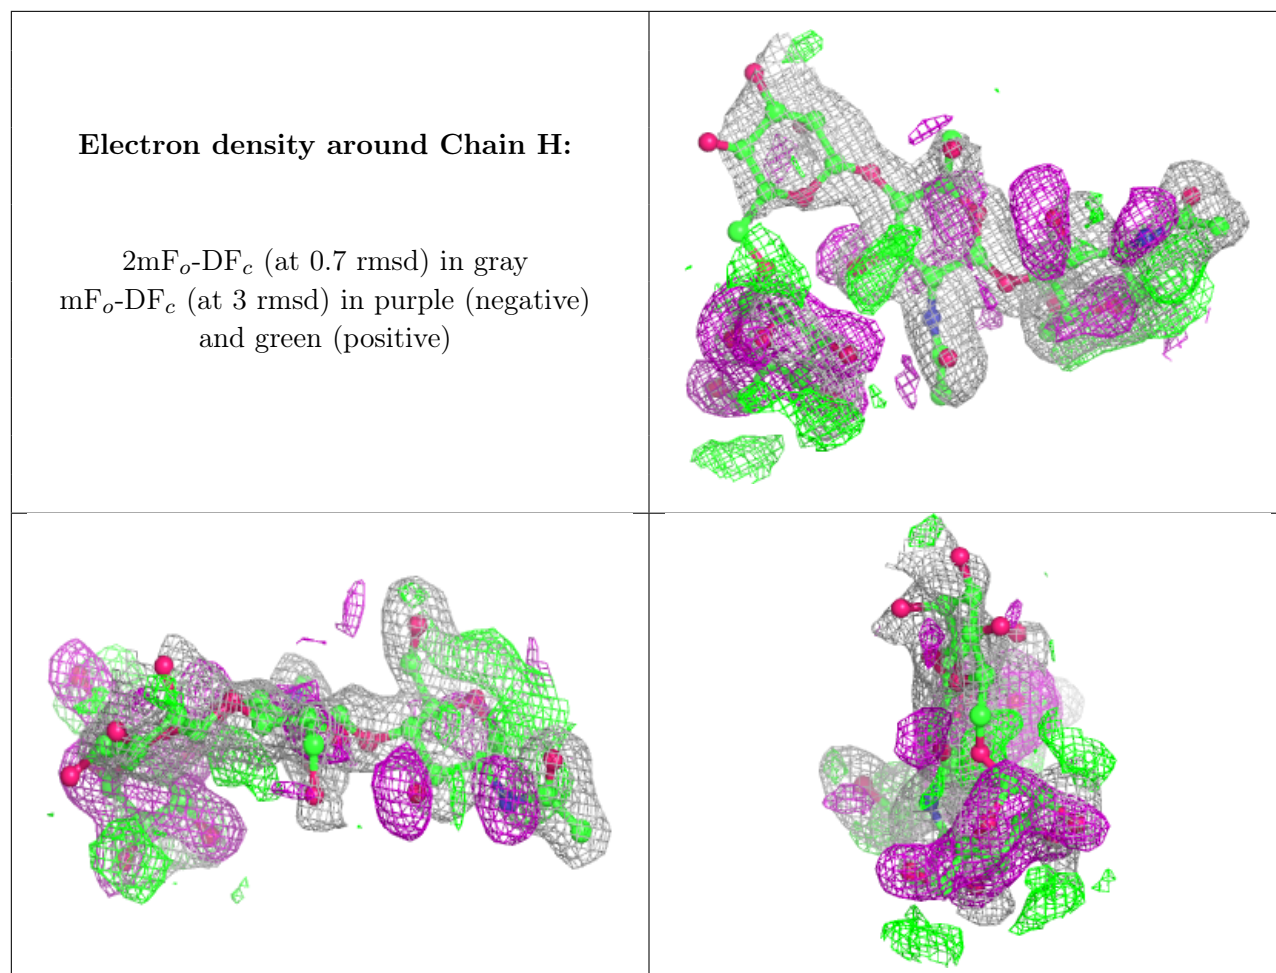 Electron density around Chain H:
2mFₒ-DF𝒸 (at 0.7 rmsd) in gray
mFₒ-DF𝒸 (at 3 rmsd) in purple (negative)
and green (positive)